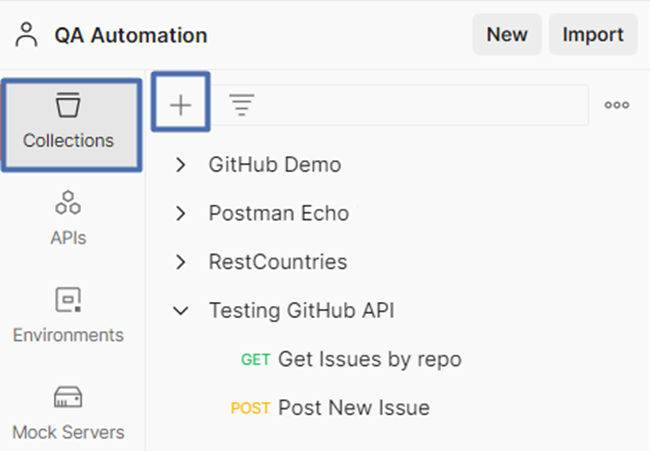 QA Automation
New
Import
Collections
APIs
Environments
Mock Servers
GitHub Demo
Postman Echo
RestCountries
Testing GitHub API
GET Get Issues by repo
POST Post New Issue